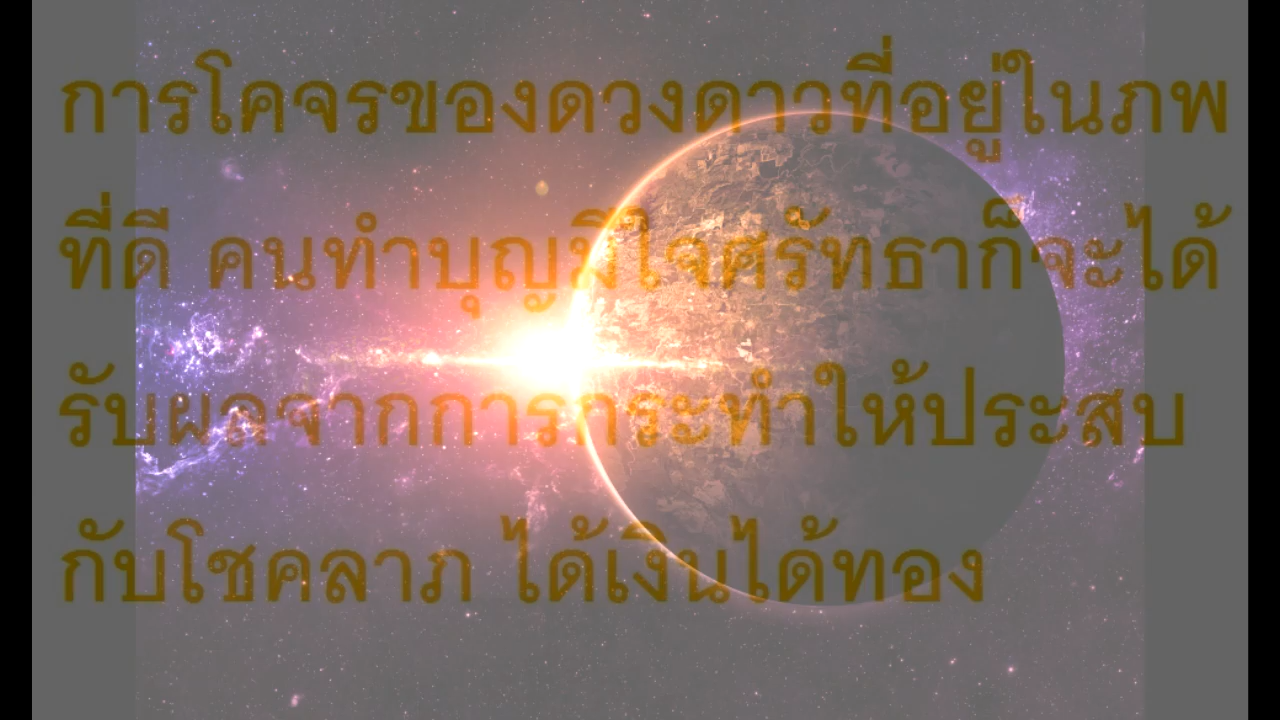 การโคจรของดวงดาวที่อยู่ในภพ
ที่ดี คนทำบุญมีใจศรัทธาก็จะได้
รับผลจากการกระทำให้ประสบ
กับโชคลาภ ได้เงินได้ทอง